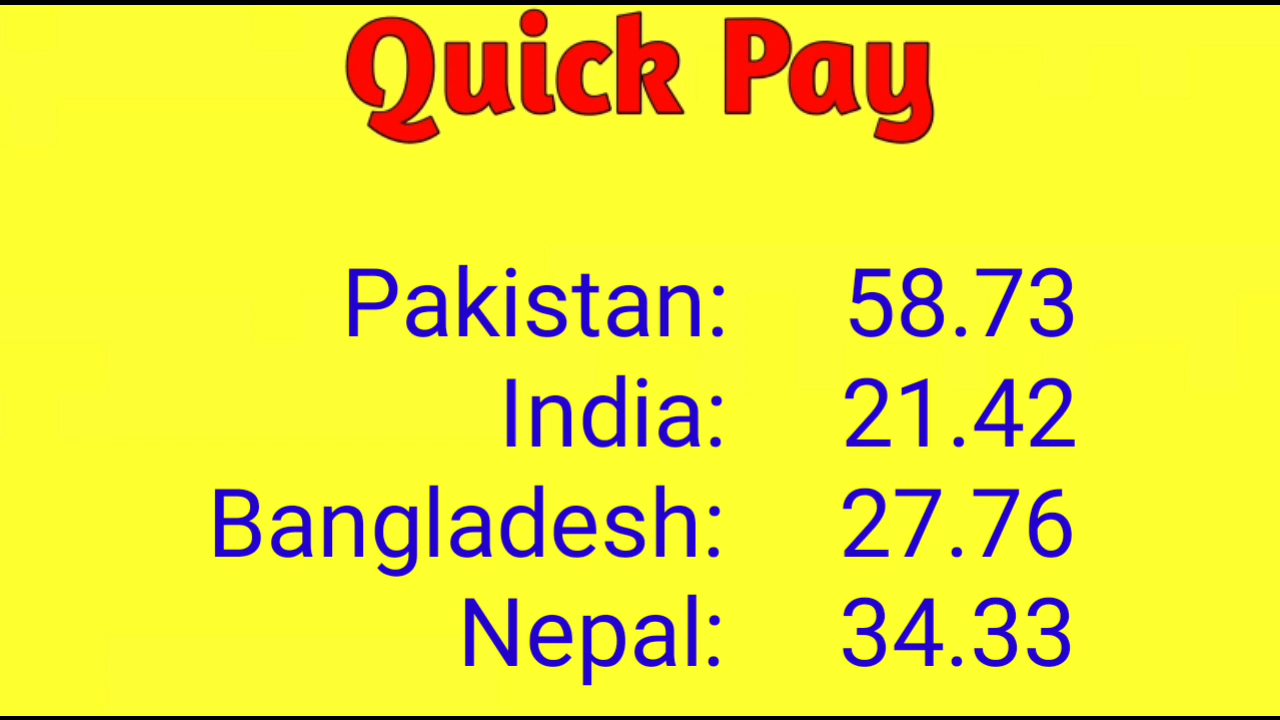 Quick Pay
Pakistan: 58.73
India: 21.42
Bangladesh: 27.76
Nepal: 34.33